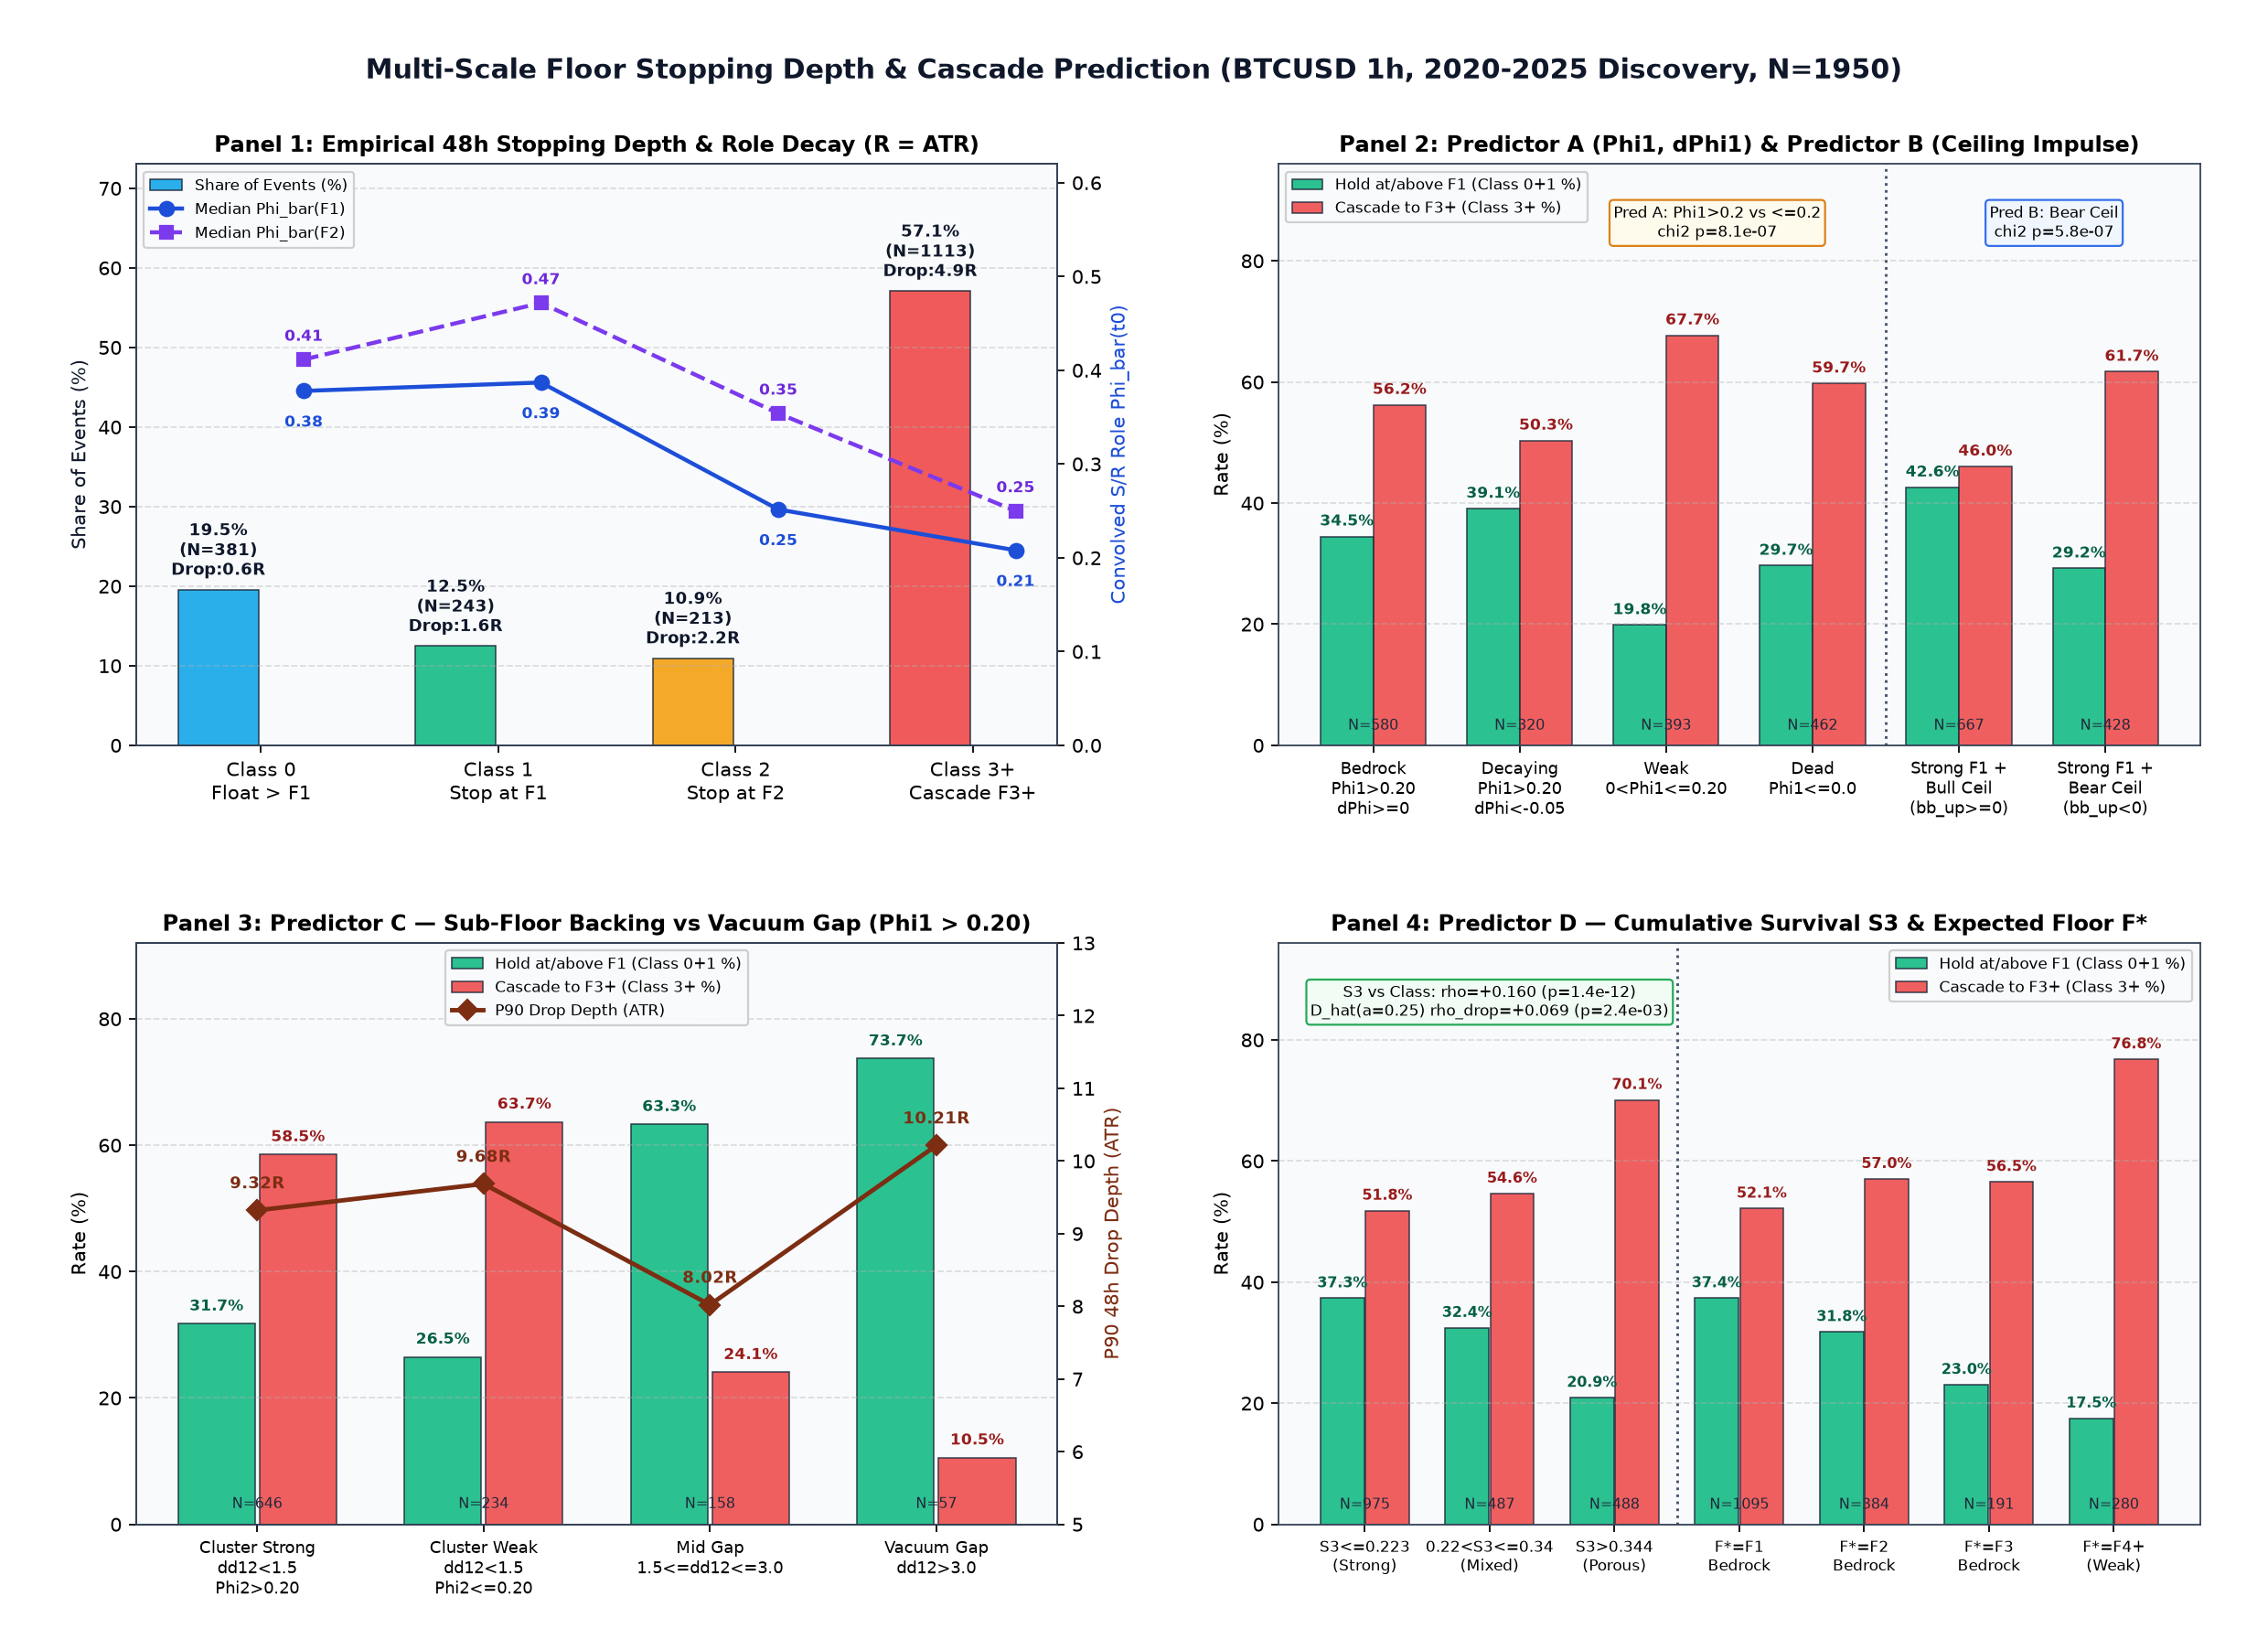 Multi-Scale Floor Stopping Depth & Cascade Prediction (BTCUSD 1h, 2020-2025 Discovery, N=1950)
Panel 1: Empirical 48h Stopping Depth & Role Decay (R = ATR)
Share of Events (%)
Median Phi_bar(F1)
Median Phi_bar(F2)
Share of Events (%)
Convolved S/R Role Phi_bar(t0)
70
60
50
40
30
20
10
0
0.6
0.5
0.4
0.3
0.2
0.1
0.0
19.5%
(N=381)
Drop:0.6R
12.5%
(N=243)
Drop:1.6R
10.9%
(N=213)
Drop:2.2R
57.1%
(N=1113)
Drop:4.9R
0.41
0.47
0.35
0.25
0.38
0.39
0.25
0.21
Class 0
Float > F1
Class 1
Stop at F1
Class 2
Stop at F2
Class 3+
Cascade F3+
Panel 2: Predictor A (Phi1, dPhi1) & Predictor B (Ceiling Impulse)
Hold at/above F1 (Class 0+1 %)
Cascade to F3+ (Class 3+ %)
Pred A: Phi1>0.2 vs <=0.2
chi2 p=8.1e-07
Pred B: Bear Ceil
chi2 p=5.8e-07
Rate (%)
80
60
40
20
0
34.5%
56.2%
39.1%
50.3%
19.8%
67.7%
29.7%
59.7%
42.6%
46.0%
29.2%
61.7%
N=580
N=320
N=393
N=462
N=667
N=428
Bedrock
Phi1>0.20
dPhi>=0
Decaying
Phi1>0.20
dPhi<-0.05
Weak
0<Phi1<=0.20
Dead
Phi1<=0.0
Strong F1 +
Bull Ceil
(bb_up>=0)
Strong F1 +
Bear Ceil
(bb_up<0)
Panel 3: Predictor C — Sub-Floor Backing vs Vacuum Gap (Phi1 > 0.20)
Hold at/above F1 (Class 0+1 %)
Cascade to F3+ (Class 3+ %)
P90 Drop Depth (ATR)
Rate (%)
P90 48h Drop Depth (ATR)
80
60
40
20
0
13
12
11
10
9
8
7
6
5
31.7%
58.5%
26.5%
63.7%
63.3%
24.1%
73.7%
10.5%
9.32R
9.68R
8.02R
10.21R
N=646
N=234
N=158
N=57
Cluster Strong
dd12<1.5
Phi2>0.20
Cluster Weak
dd12<1.5
Phi2<=0.20
Mid Gap
1.5<=dd12<=3.0
Vacuum Gap
dd12>3.0
Panel 4: Predictor D — Cumulative Survival S3 & Expected Floor F*
Hold at/above F1 (Class 0+1 %)
Cascade to F3+ (Class 3+ %)
S3 vs Class: rho=+0.160 (p=1.4e-12)
D_hat(a=0.25) rho_drop=+0.069 (p=2.4e-03)
Rate (%)
80
60
40
20
0
37.3%
51.8%
32.4%
54.6%
20.9%
70.1%
37.4%
52.1%
31.8%
57.0%
23.0%
56.5%
17.5%
76.8%
N=975
N=487
N=488
N=1095
N=384
N=191
N=280
S3<=0.223
(Strong)
0.22<S3<=0.34
(Mixed)
S3>0.344
(Porous)
F*=F1
Bedrock
F*=F2
Bedrock
F*=F3
Bedrock
F*=F4+
(Weak)